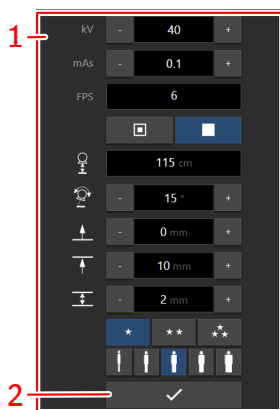 1
kV - 40 +
mAs - 0.1 +
FPS 6
115 cm
- 15 ° +
- 0 mm +
- 10 mm +
- 2 mm +
2